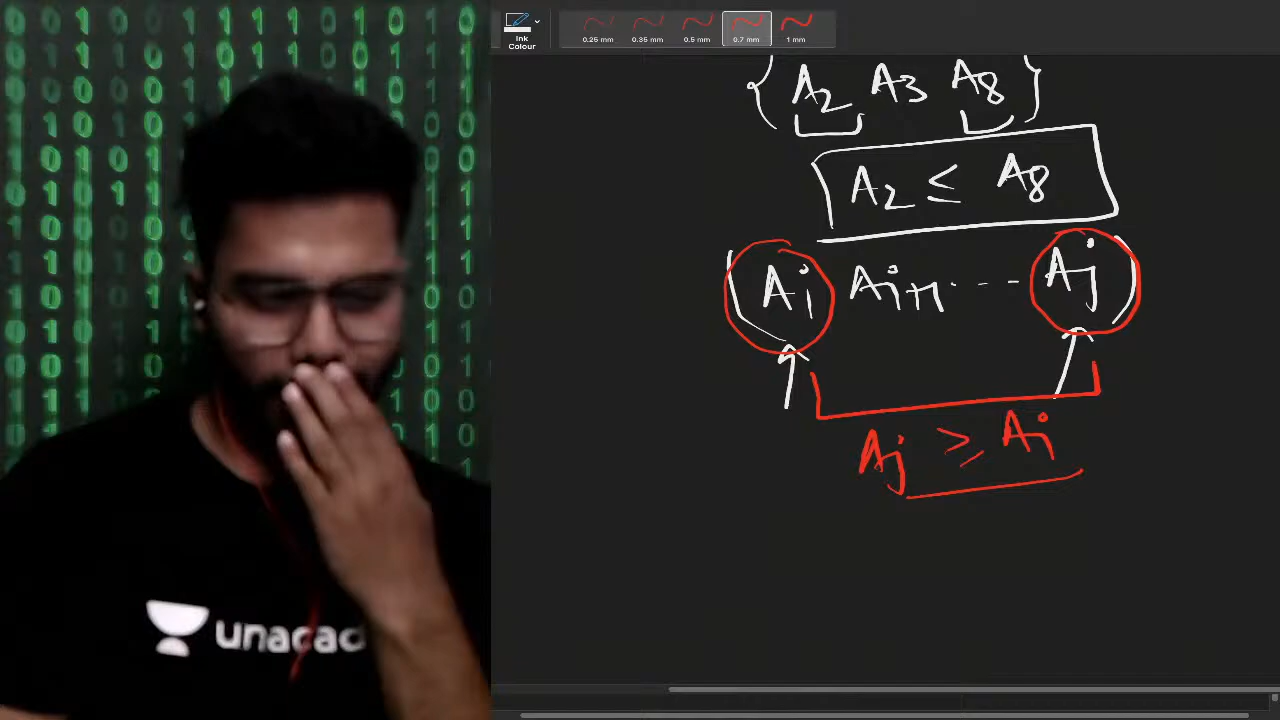 Ink
Colour
0.25 mm
0.35 mm
0.5 mm
0.7 mm
1 mm
{ A2 A3 A8 }
A2 ≤ A8
( Ai Ai+1 ---- Aj )
Aj ≥ Ai
unacad